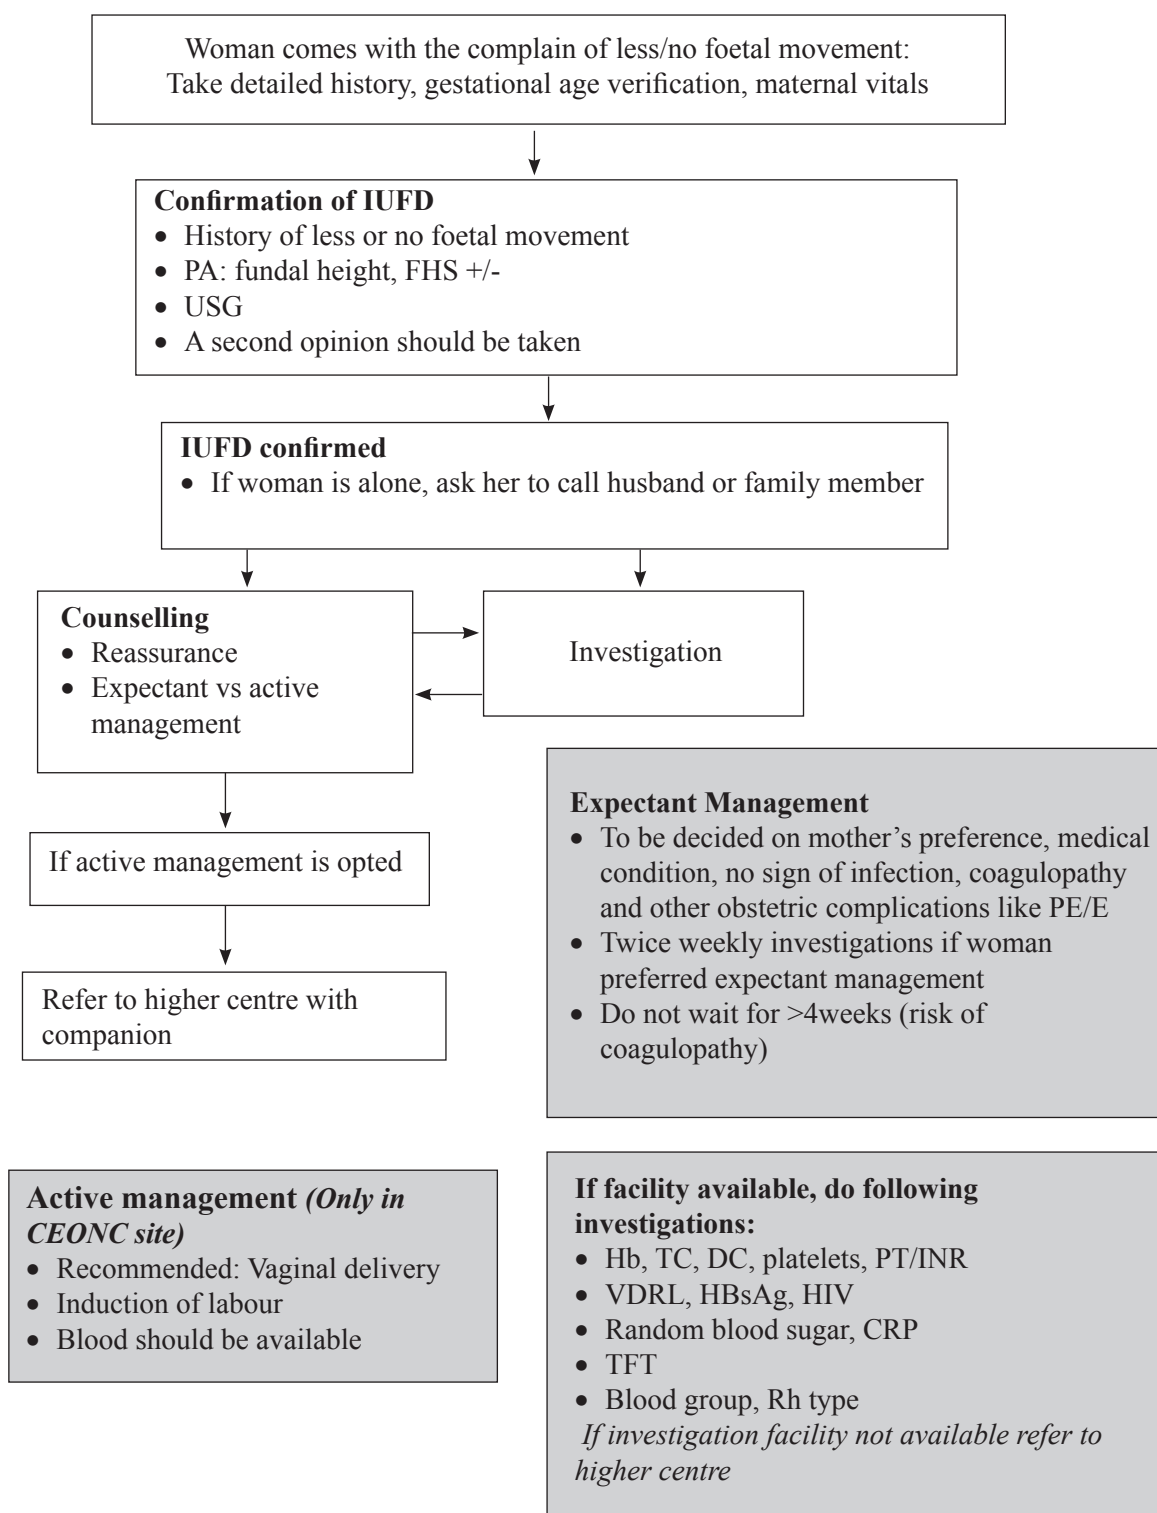 Woman comes with the complain of less/no foetal movement:
Take detailed history, gestational age verification, maternal vitals
Confirmation of IUFD
• History of less or no foetal movement
• PA: fundal height, FHS +/-
• USG
• A second opinion should be taken
IUFD confirmed
• If woman is alone, ask her to call husband or family member
Counselling
• Reassurance
• Expectant vs active
management
Investigation
If active management is opted
Refer to higher centre with
companion
Expectant Management
• To be decided on mother’s preference, medical
condition, no sign of infection, coagulopathy
and other obstetric complications like PE/E
• Twice weekly investigations if woman
preferred expectant management
• Do not wait for >4weeks (risk of
coagulopathy)
Active management (Only in
CEONC site)
• Recommended: Vaginal delivery
• Induction of labour
• Blood should be available
If facility available, do following
investigations:
• Hb, TC, DC, platelets, PT/INR
• VDRL, HBsAg, HIV
• Random blood sugar, CRP
• TFT
• Blood group, Rh type
If investigation facility not available refer to
higher centre